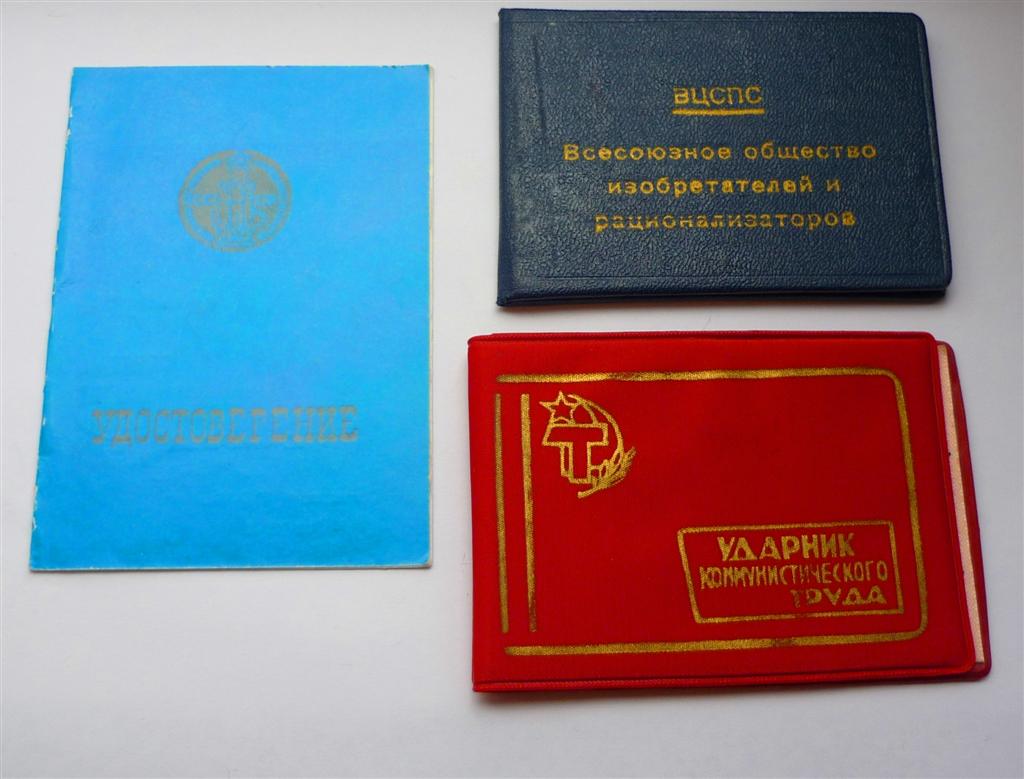 УДОСТОВЕРЕНИЕ
ВЦСПС
Всесоюзное общество
изобретателей и
рационализаторов
УДАРНИК
КОММУНИСТИЧЕСКОГО
ТРУДА